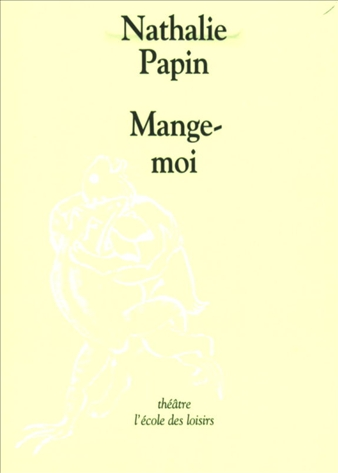 Nathalie
Papin
Mange-
moi
théâtre
l'école des loisirs